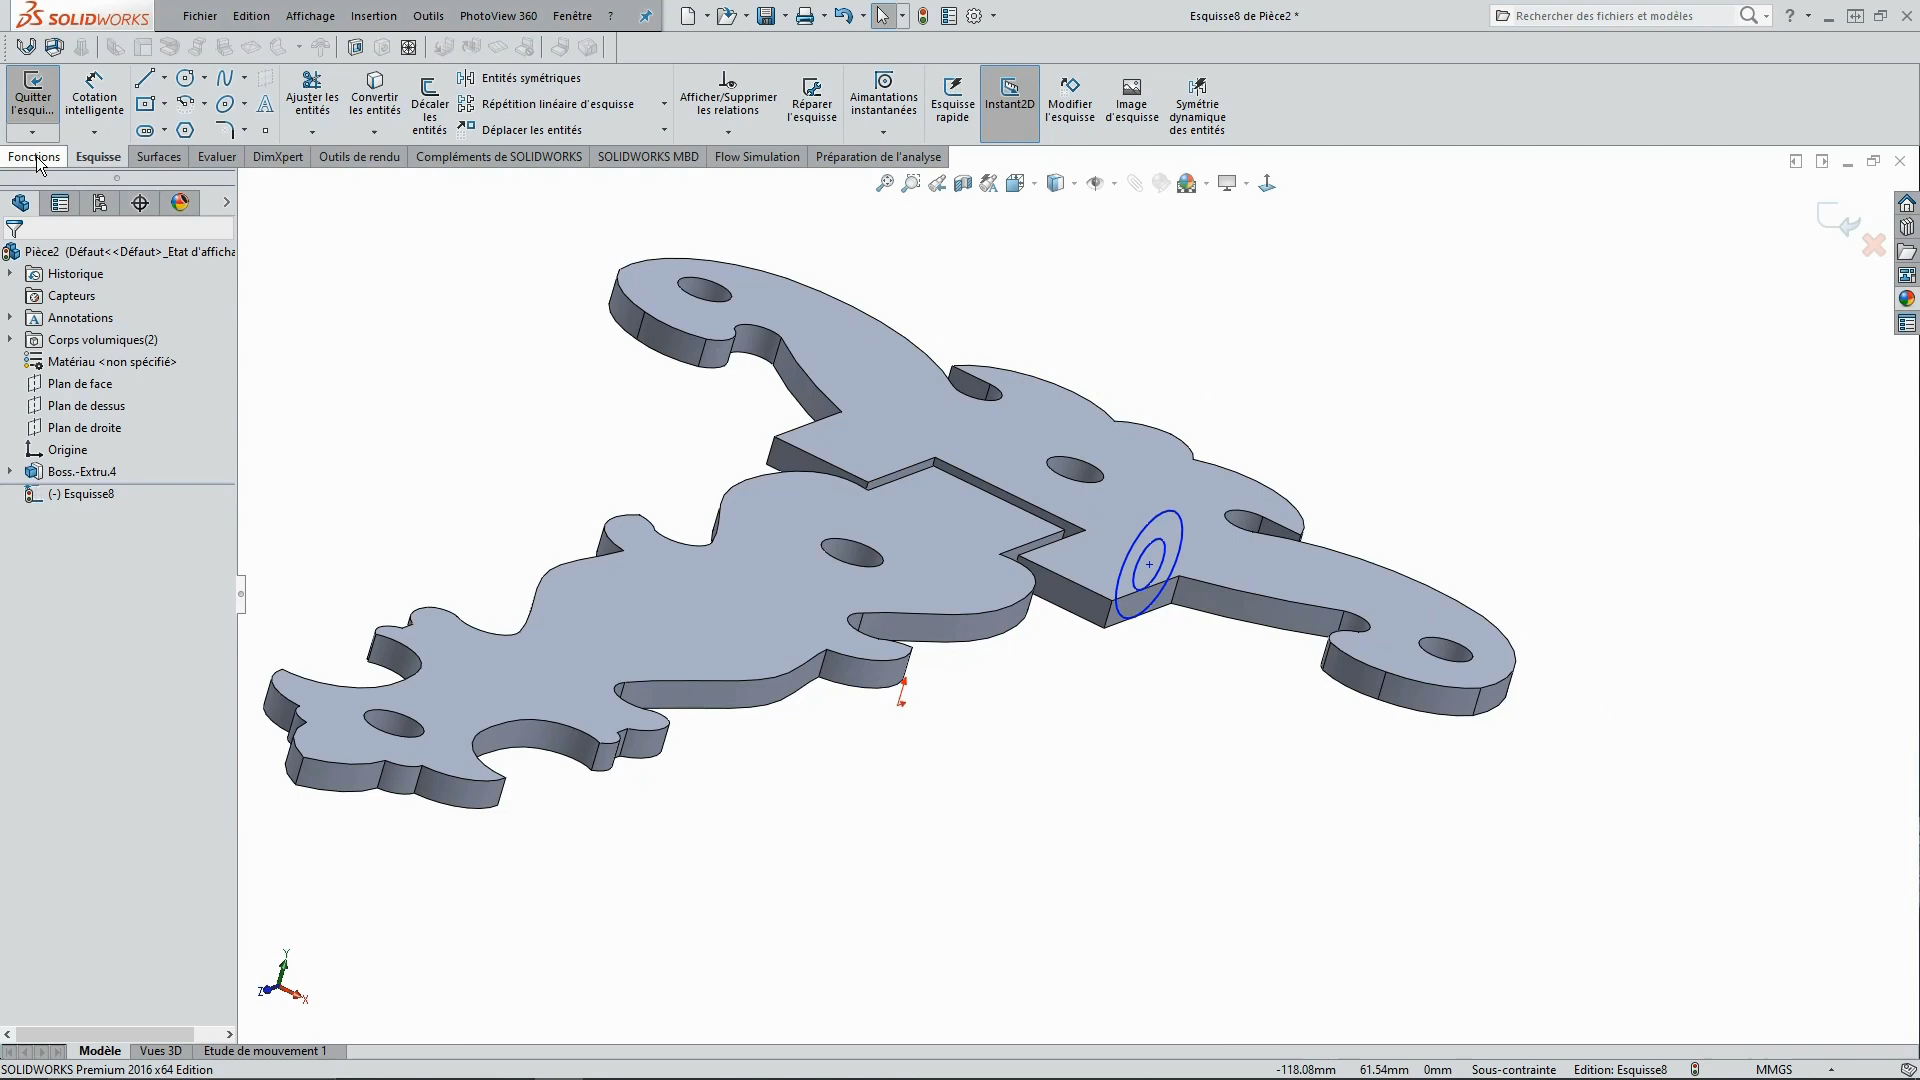 SOLIDWORKS
Fichier Edition Affichage Insertion Outils PhotoView 360 Fenêtre ?
Esquisse8 de Pièce2 *
Rechercher des fichiers et modèles
Quitter l'esqui...
Cotation intelligente
Ajuster les entités
Convertir les entités
Décaler les entités
Entités symétriques
Répétition linéaire d'esquisse
Déplacer les entités
Afficher/Supprimer les relations
Réparer l'esquisse
Aimantations instantanées
Esquisse rapide
Instant2D
Modifier l'esquisse
Image d'esquisse
Symétrie dynamique des entités
Fonctions Esquisse Surfaces Evaluer DimXpert Outils de rendu Compléments de SOLIDWORKS SOLIDWORKS MBD Flow Simulation Préparation de l'analyse
Pièce2 (Défaut<<Défaut>_Etat d'afficha
Historique
Capteurs
Annotations
Corps volumiques(2)
Matériau <non spécifié>
Plan de face
Plan de dessus
Plan de droite
Origine
Boss.-Extru.4
(-) Esquisse8
Y
Z
X
Modèle Vues 3D Etude de mouvement 1
SOLIDWORKS Premium 2016 x64 Edition
-118.08mm 61.54mm 0mm Sous-contrainte Edition: Esquisse8 MMGS